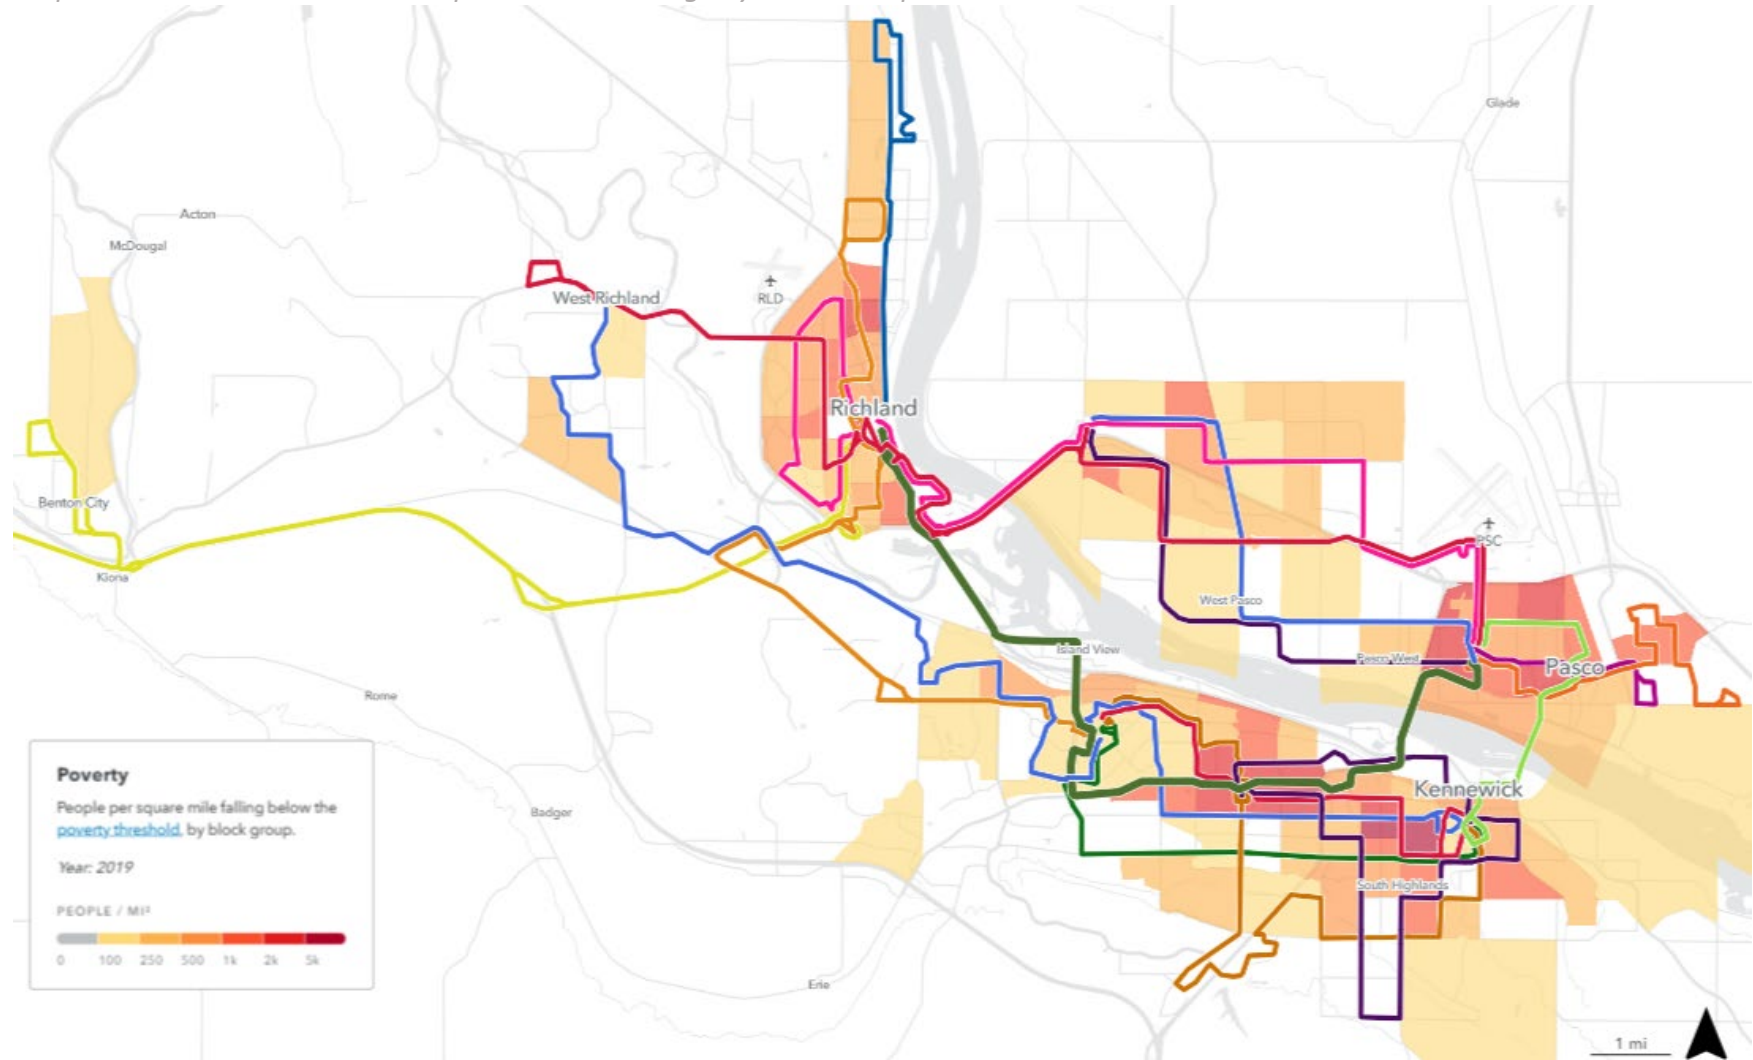 Glade
Acton
McDougal
RLD
West Richland
Richland
Benton City
PSC
Kiona
West Pasco
Island View
Pasco West
Pasco
Rome
Poverty
People per square mile falling below the
poverty threshold, by block group.
Year: 2019
PEOPLE / MI²
0 100 250 500 1k 2k 5k
Badger
Kennewick
South Highlands
Erie
1 mi